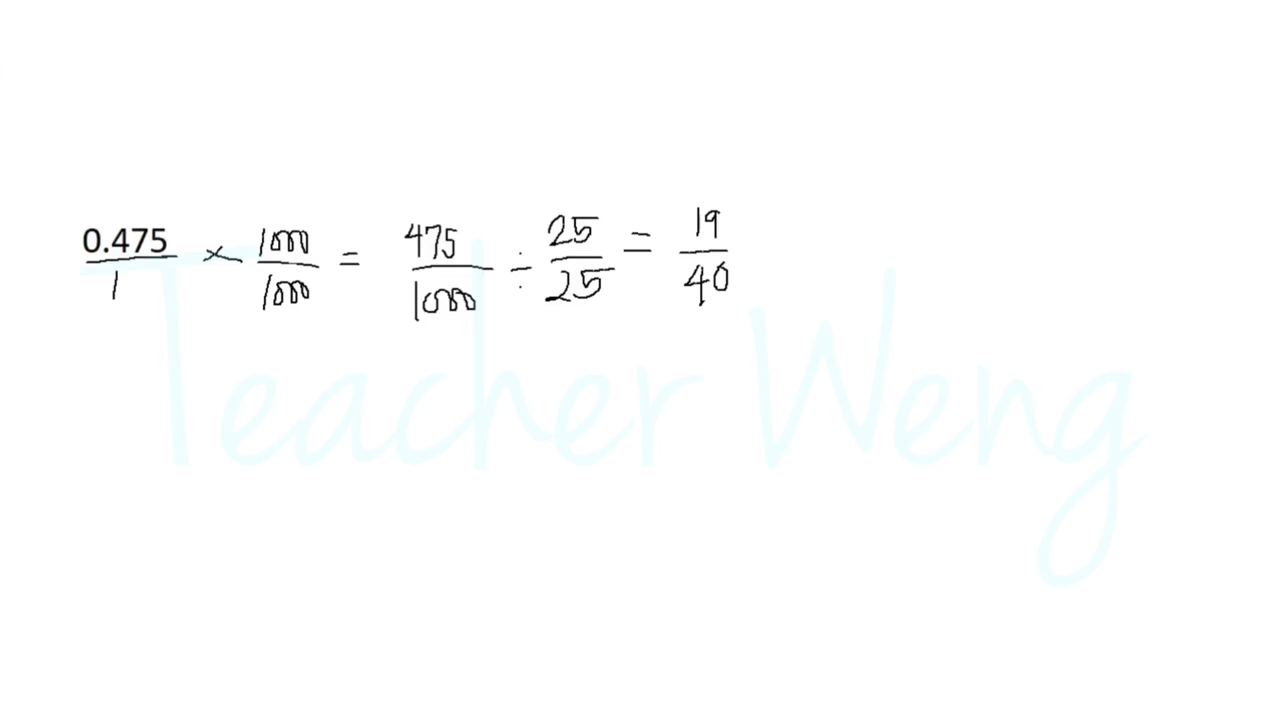 0.475/1 × 1000/1000 = 475/1000 ÷ 25/25 = 19/40
Teacher Weng